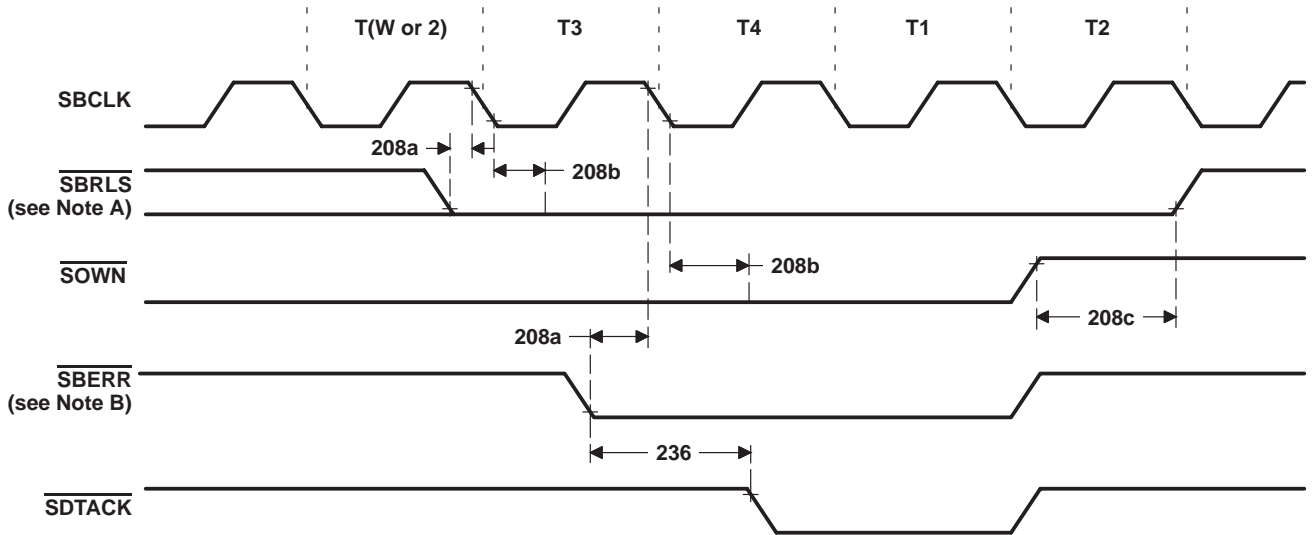 T(W or 2) T3 T4 T1 T2
SBCLK
208a
208b
SBRLS
(see Note A)
SOWN
208b
208c
208a
SBERR
(see Note B)
236
SDTACK